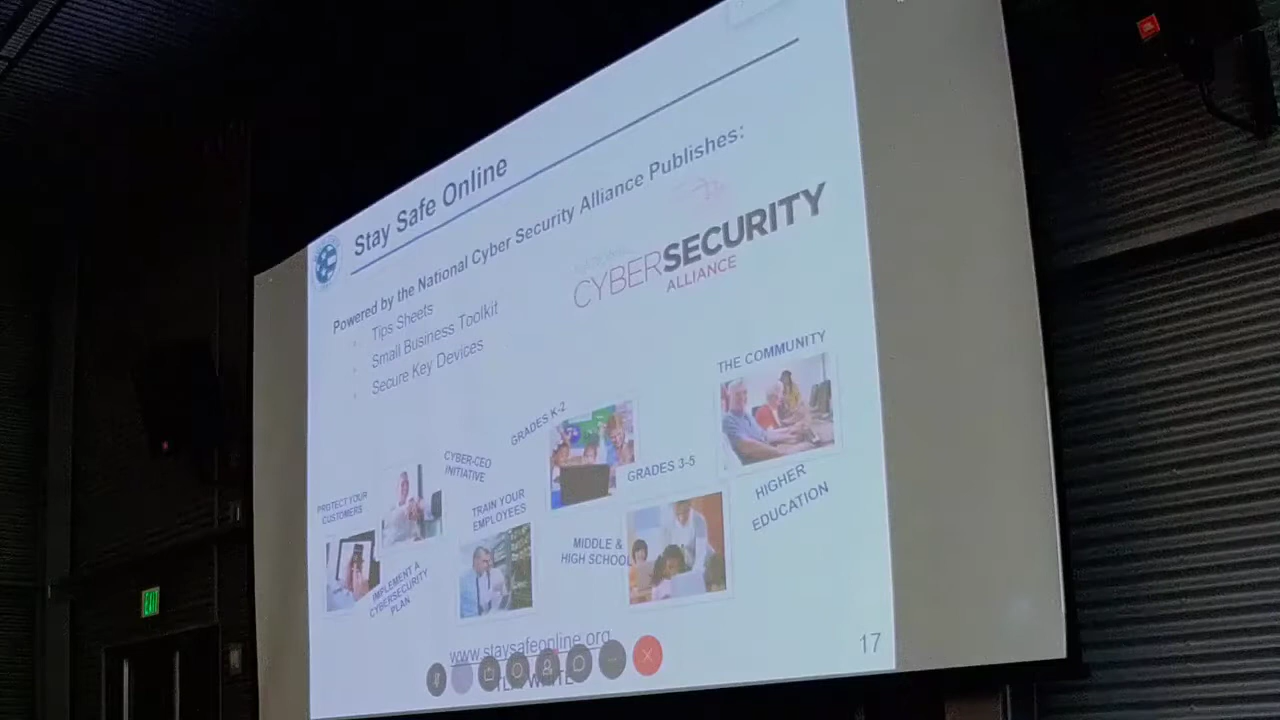 Stay Safe Online
Powered by the National Cyber Security Alliance Publishes:
Tips Sheets
Small Business Toolkit
Secure Key Devices
CYBERSECURITY
ALLIANCE
THE COMMUNITY
GRADES K-2
CYBER-CEO
INITIATIVE
GRADES 3-5
HIGHER
EDUCATION
PROTECT YOUR
CUSTOMERS
TRAIN YOUR
EMPLOYEES
MIDDLE &
HIGH SCHOOL
IMPLEMENT A
CYBERSECURITY
PLAN
www.staysafeonline.org
17
EXIT